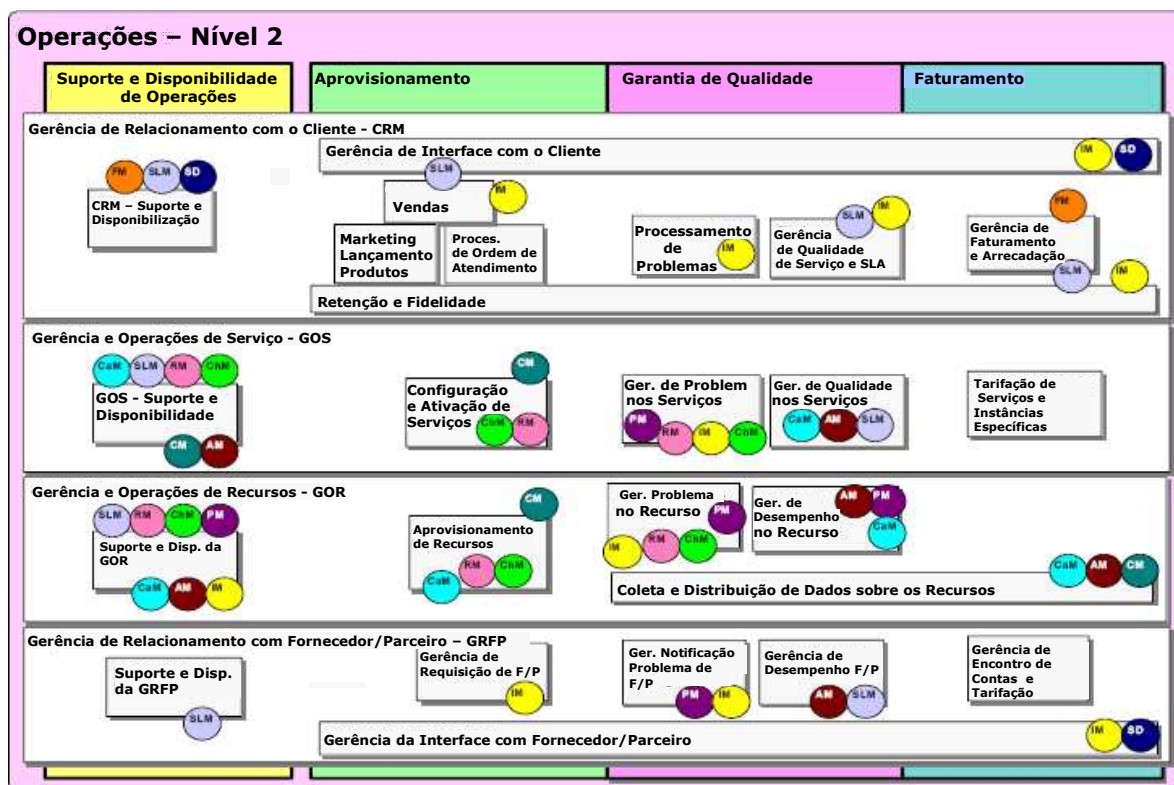 Operações – Nível 2
Suporte e Disponibilidade
de Operações
Aprovisionamento
Garantia de Qualidade
Faturamento
Gerência de Relacionamento com o Cliente - CRM
Gerência de Interface com o Cliente
IM
SD
FM
SLM
SD
CRM – Suporte e
Disponibilização
SLM
IM
Vendas
Marketing
Lançamento
Produtos
Proces.
de Ordem de
Atendimento
Processamento
de
Problemas
IM
SLM
IM
Gerência
de Qualidade
de Serviço e SLA
FM
Gerência de
Faturamento
e Arrecadação
SLM
IM
Retenção e Fidelidade
Gerência e Operações de Serviço - GOS
CaM
SLM
RM
ChM
GOS - Suporte e
Disponibilidade
CM
AM
CM
Configuração
e Ativação de
Serviços
ChM
RM
Ger. de Problem
nos Serviços
PM
RM
IM
ChM
Ger. de Qualidade
nos Serviços
CaM
AM
SLM
Tarifação de
Serviços e
Instâncias
Específicas
Gerência e Operações de Recursos - GOR
SLM
RM
ChM
PM
Suporte e Disp. da
GOR
CaM
AM
IM
CM
Aprovisionamento
de Recursos
RM
ChM
CaM
Ger. Problema
no Recurso
PM
IM
RM
ChM
AM
PM
Ger. de
Desempenho
no Recurso
CaM
CaM
AM
CM
Coleta e Distribuição de Dados sobre os Recursos
Gerência de Relacionamento com Fornecedor/Parceiro – GRFP
Suporte e Disp.
da GRFP
SLM
Gerência de
Requisição de F/P
IM
Ger. Notificação
Problema de
F/P
PM
IM
Gerência de
Desempenho F/P
AM
SLM
Gerência de
Encontro de
Contas e
Tarifação
Gerência da Interface com Fornecedor/Parceiro
IM
SD